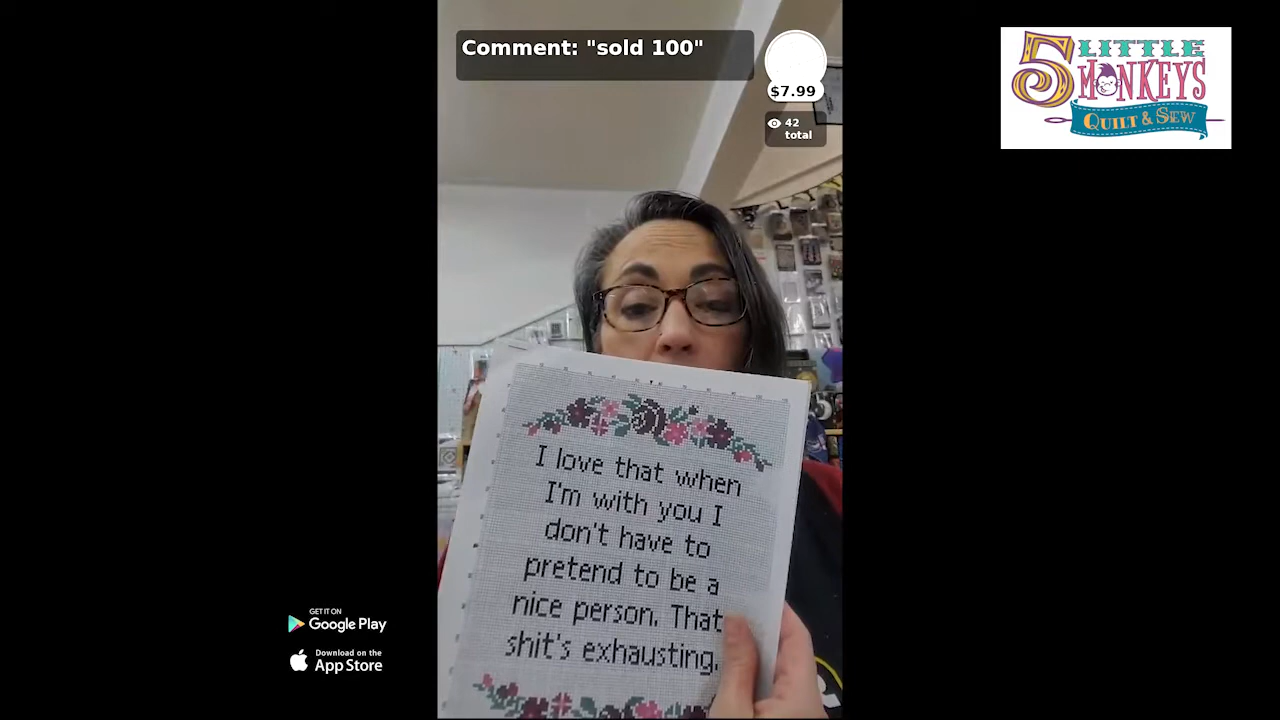 Comment: "sold 100"
$7.99
42
total
5 LITTLE
MONKEYS
QUILT & SEW
I love that when
I'm with you I
don't have to
pretend to be a
nice person. That
shit's exhausting.
GET IT ON
Google Play
Download on the
App Store